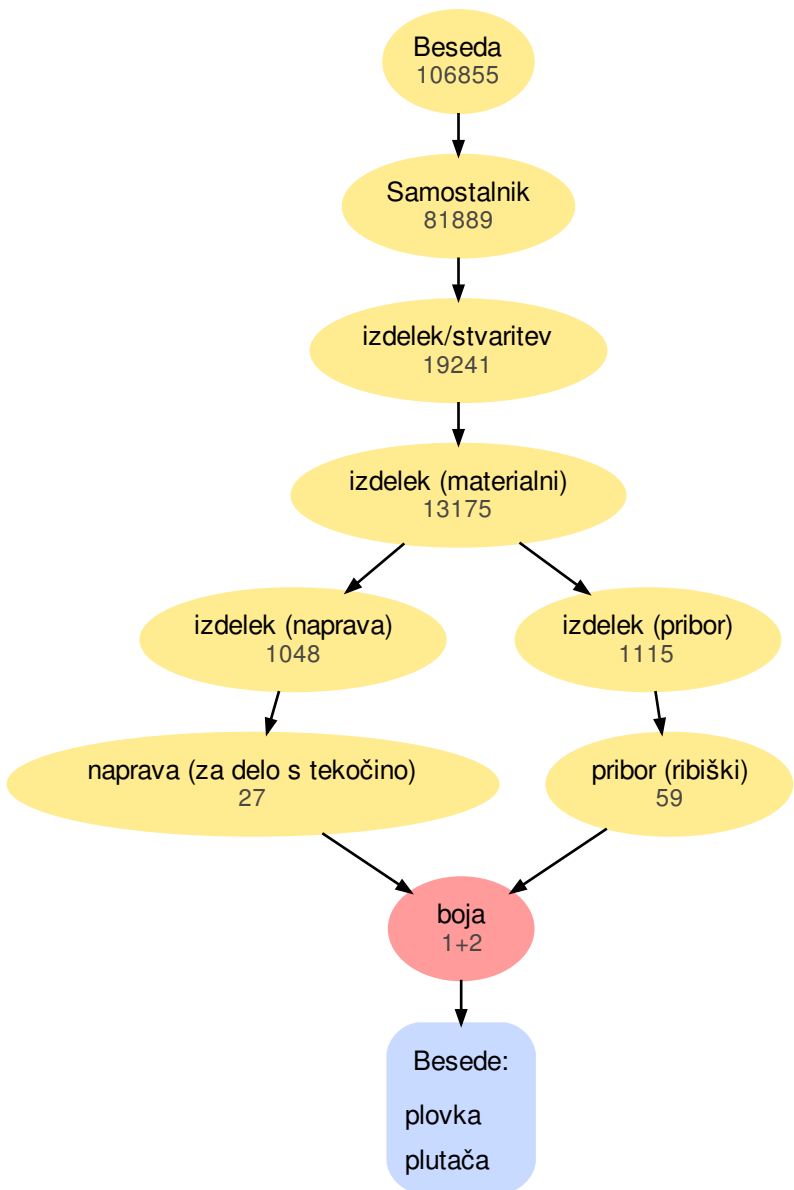 Beseda
106855
Samostalnik
81889
izdelek/stvaritev
19241
izdelek (materialni)
13175
izdelek (naprava)
1048
izdelek (pribor)
1115
naprava (za delo s tekočino)
27
pribor (ribiški)
59
boja
1+2
Besede:
plovka
plutača